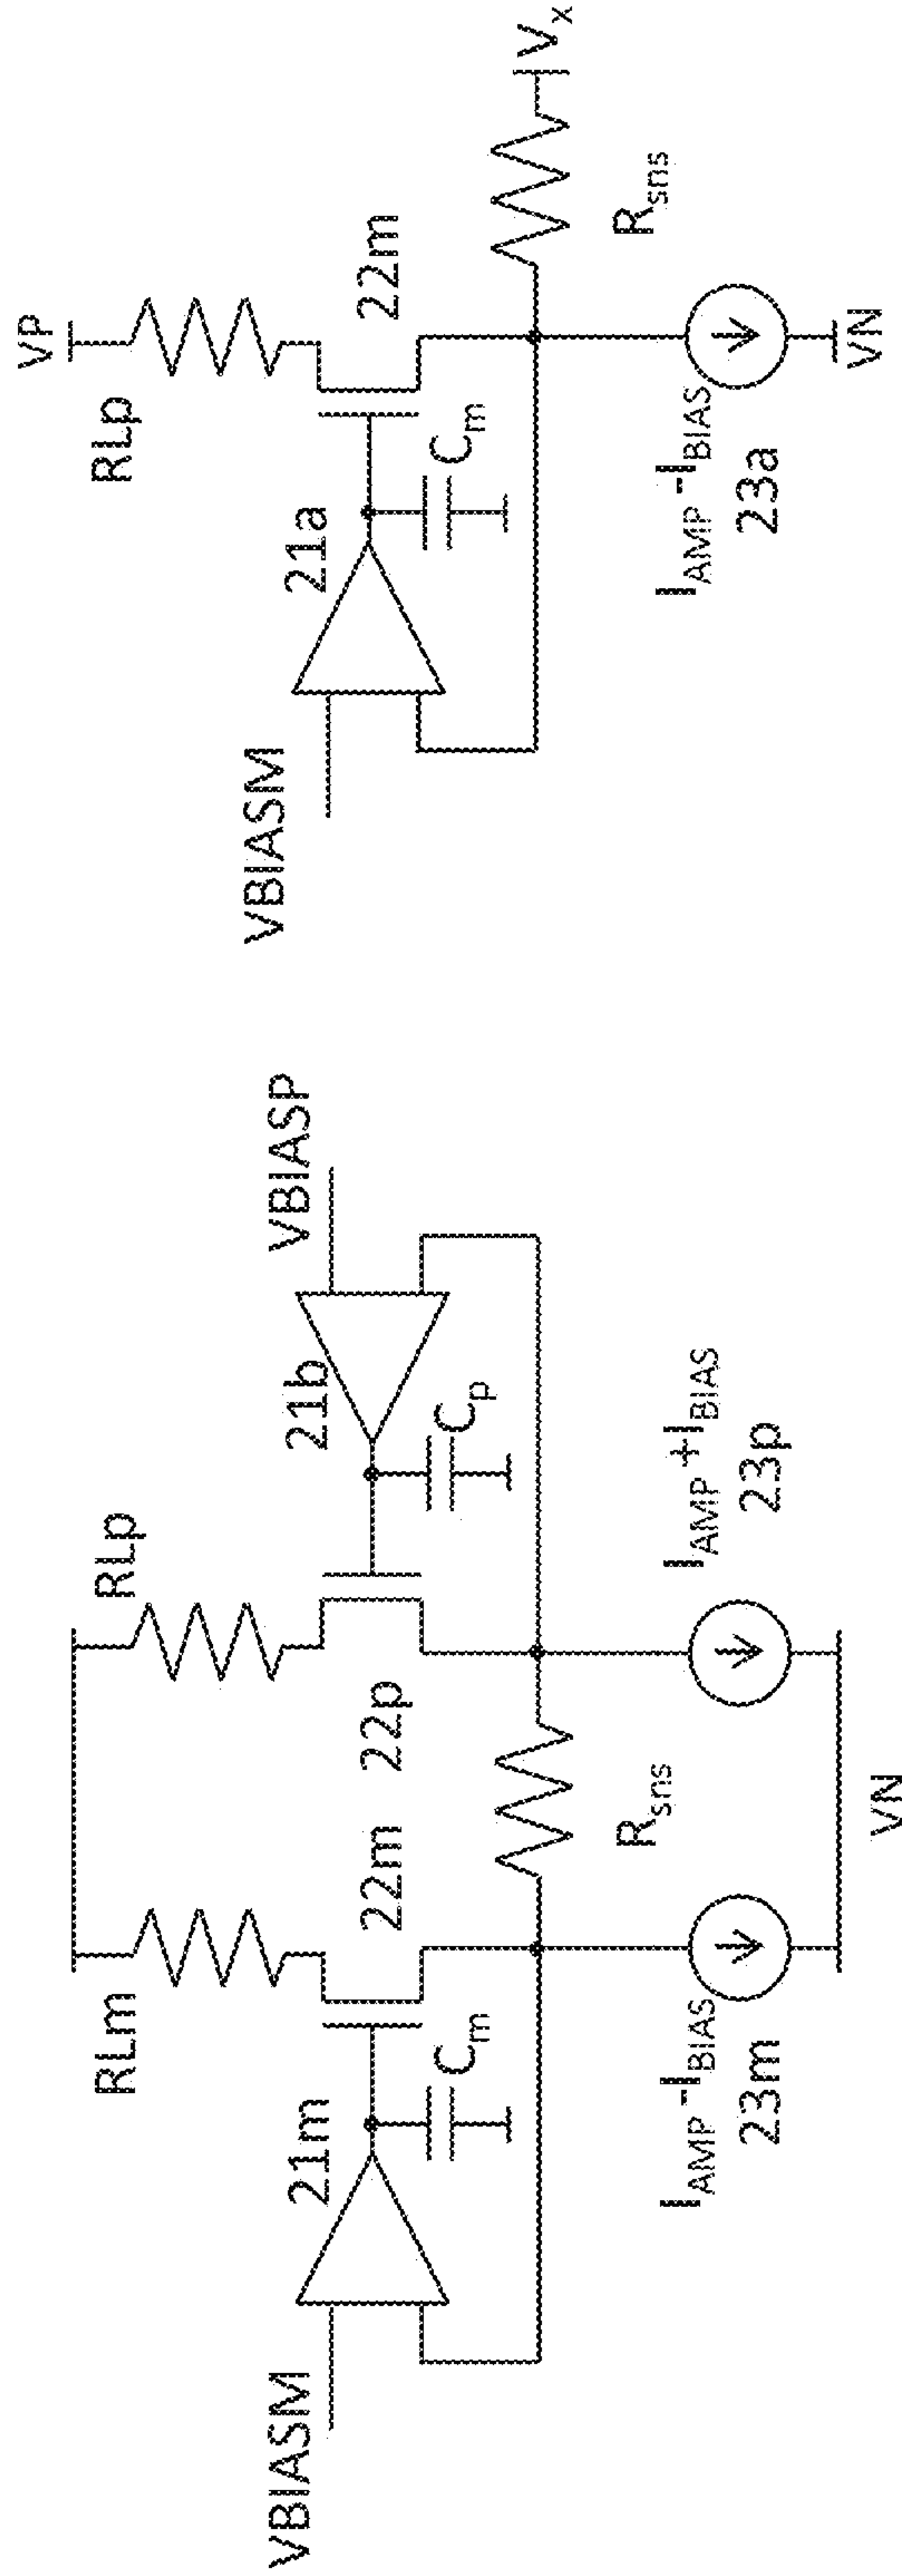 RLm
RLp
VBIASM
VBIASP
21m
22m
22p
21b
Cm
Cp
Rsns
IAMP-IBIAS
23m
IAMP+IBIAS
23p
VN
VP
RLp
VBIASM
21a
22m
Cm
Vx
Rsns
IAMP-IBIAS
23a
VN